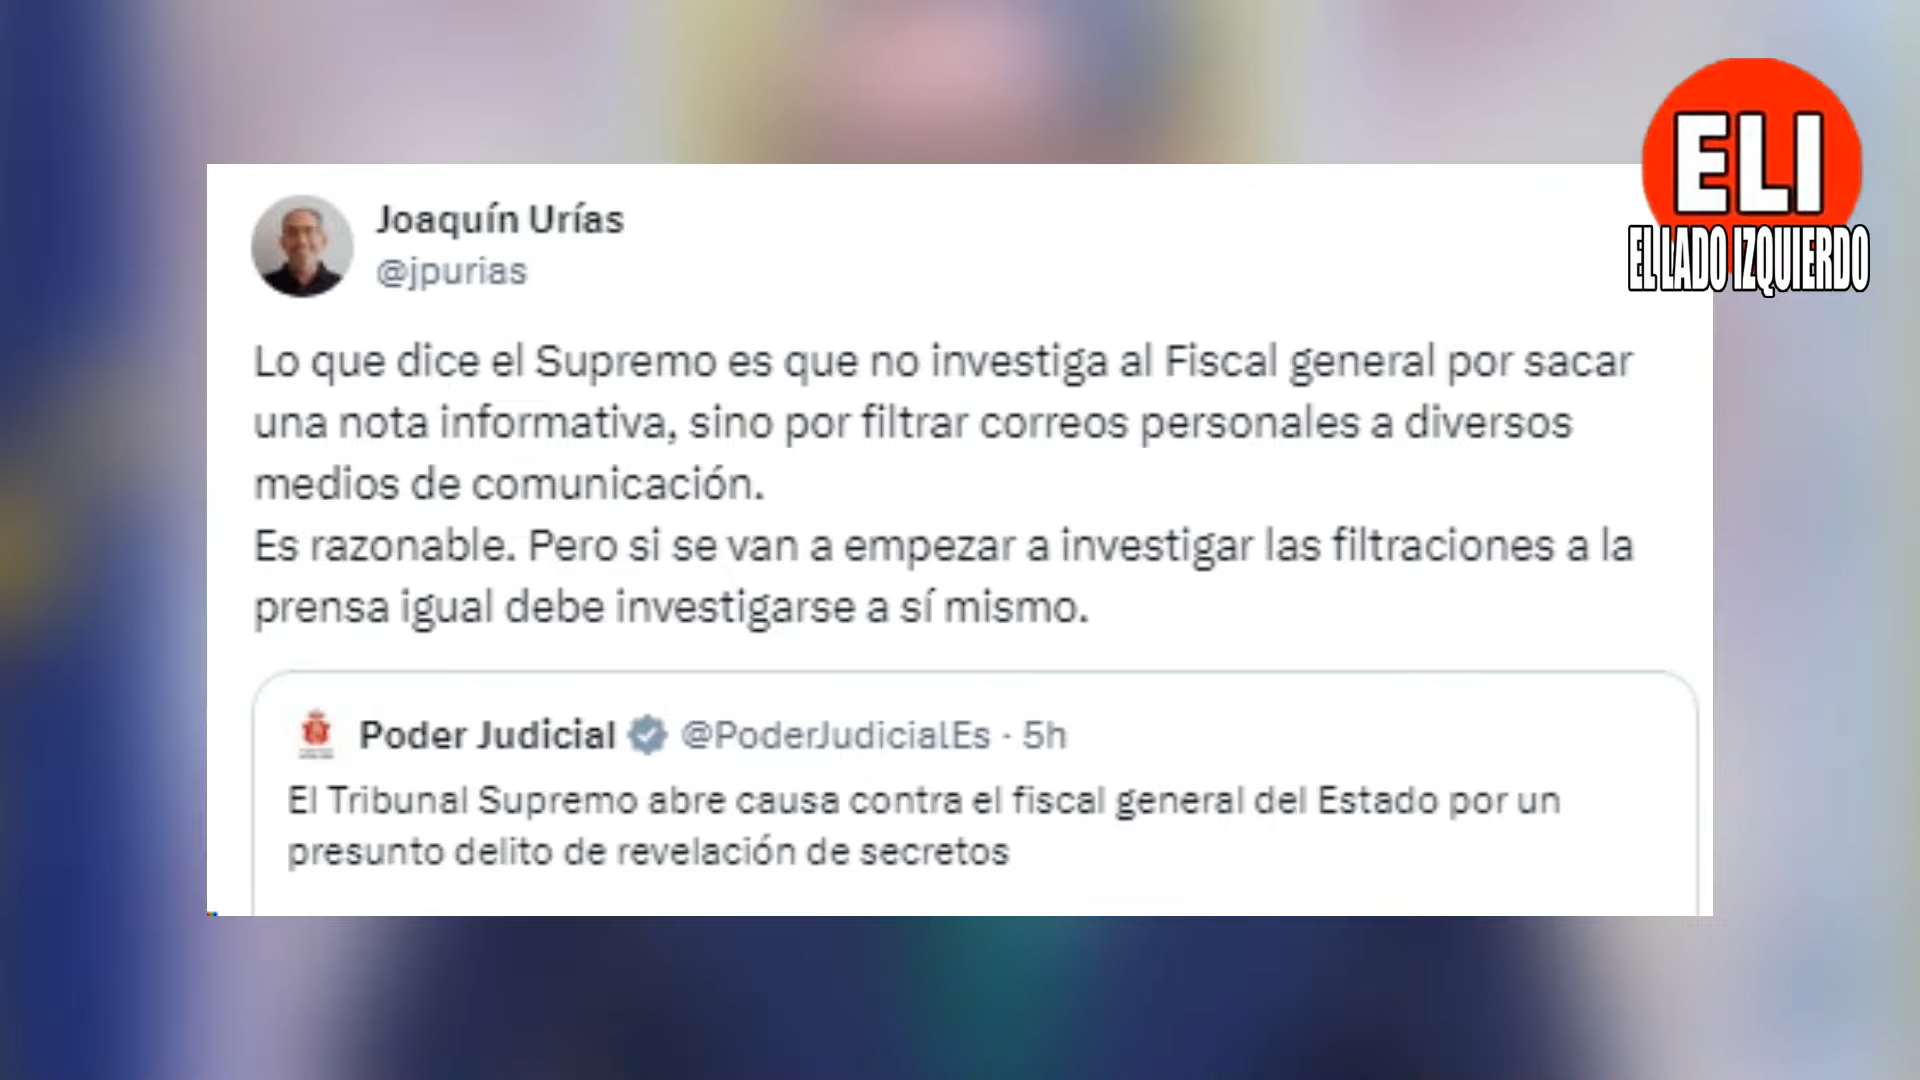 ELI
EL LADO IZQUIERDO
Joaquín Urías
@jpurias
Lo que dice el Supremo es que no investiga al Fiscal general por sacar
una nota informativa, sino por filtrar correos personales a diversos
medios de comunicación.
Es razonable. Pero si se van a empezar a investigar las filtraciones a la
prensa igual debe investigarse a sí mismo.
Poder Judicial @PoderJudicialEs · 5h
El Tribunal Supremo abre causa contra el fiscal general del Estado por un
presunto delito de revelación de secretos